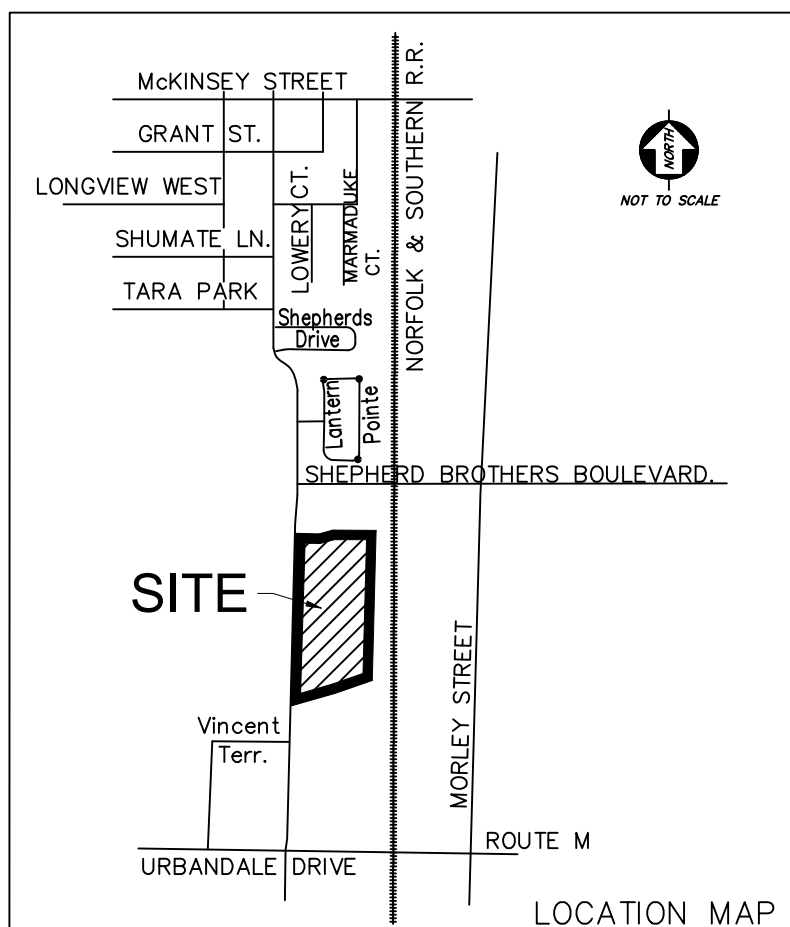 McKINSEY STREET
GRANT ST.
LONGVIEW WEST
SHUMATE LN.
TARA PARK
LOWERY CT.
MARMADUKE
CT.
NORFOLK & SOUTHERN R.R.
NORTH
NOT TO SCALE
Shepherds
Drive
Lantern
Pointe
SHEPHERD BROTHERS BOULEVARD.
SITE
MORLEY STREET
Vincent
Terr.
ROUTE M
URBANDALE DRIVE
LOCATION MAP